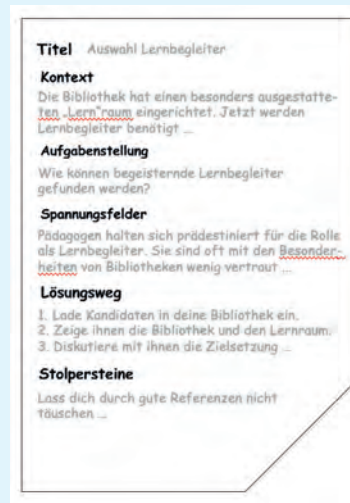 Titel Auswahl Lernbegleiter
Kontext
Die Bibliothek hat einen besonders ausgestatte-
ten „Lern"raum eingerichtet. Jetzt werden
Lernbegleiter benötigt ...
Aufgabenstellung
Wie können begeisternde Lernbegleiter
gefunden werden?
Spannungsfelder
Pädagogen halten sich prädestiniert für die Rolle
als Lernbegleiter. Sie sind oft mit den Besonder-
heiten von Bibliotheken wenig vertraut ...
Lösungsweg
1. Lade Kandidaten in deine Bibliothek ein.
2. Zeige ihnen die Bibliothek und den Lernraum.
3. Diskutiere mit ihnen die Zielsetzung ...
Stolpersteine
Lass dich durch gute Referenzen nicht
täuschen ...